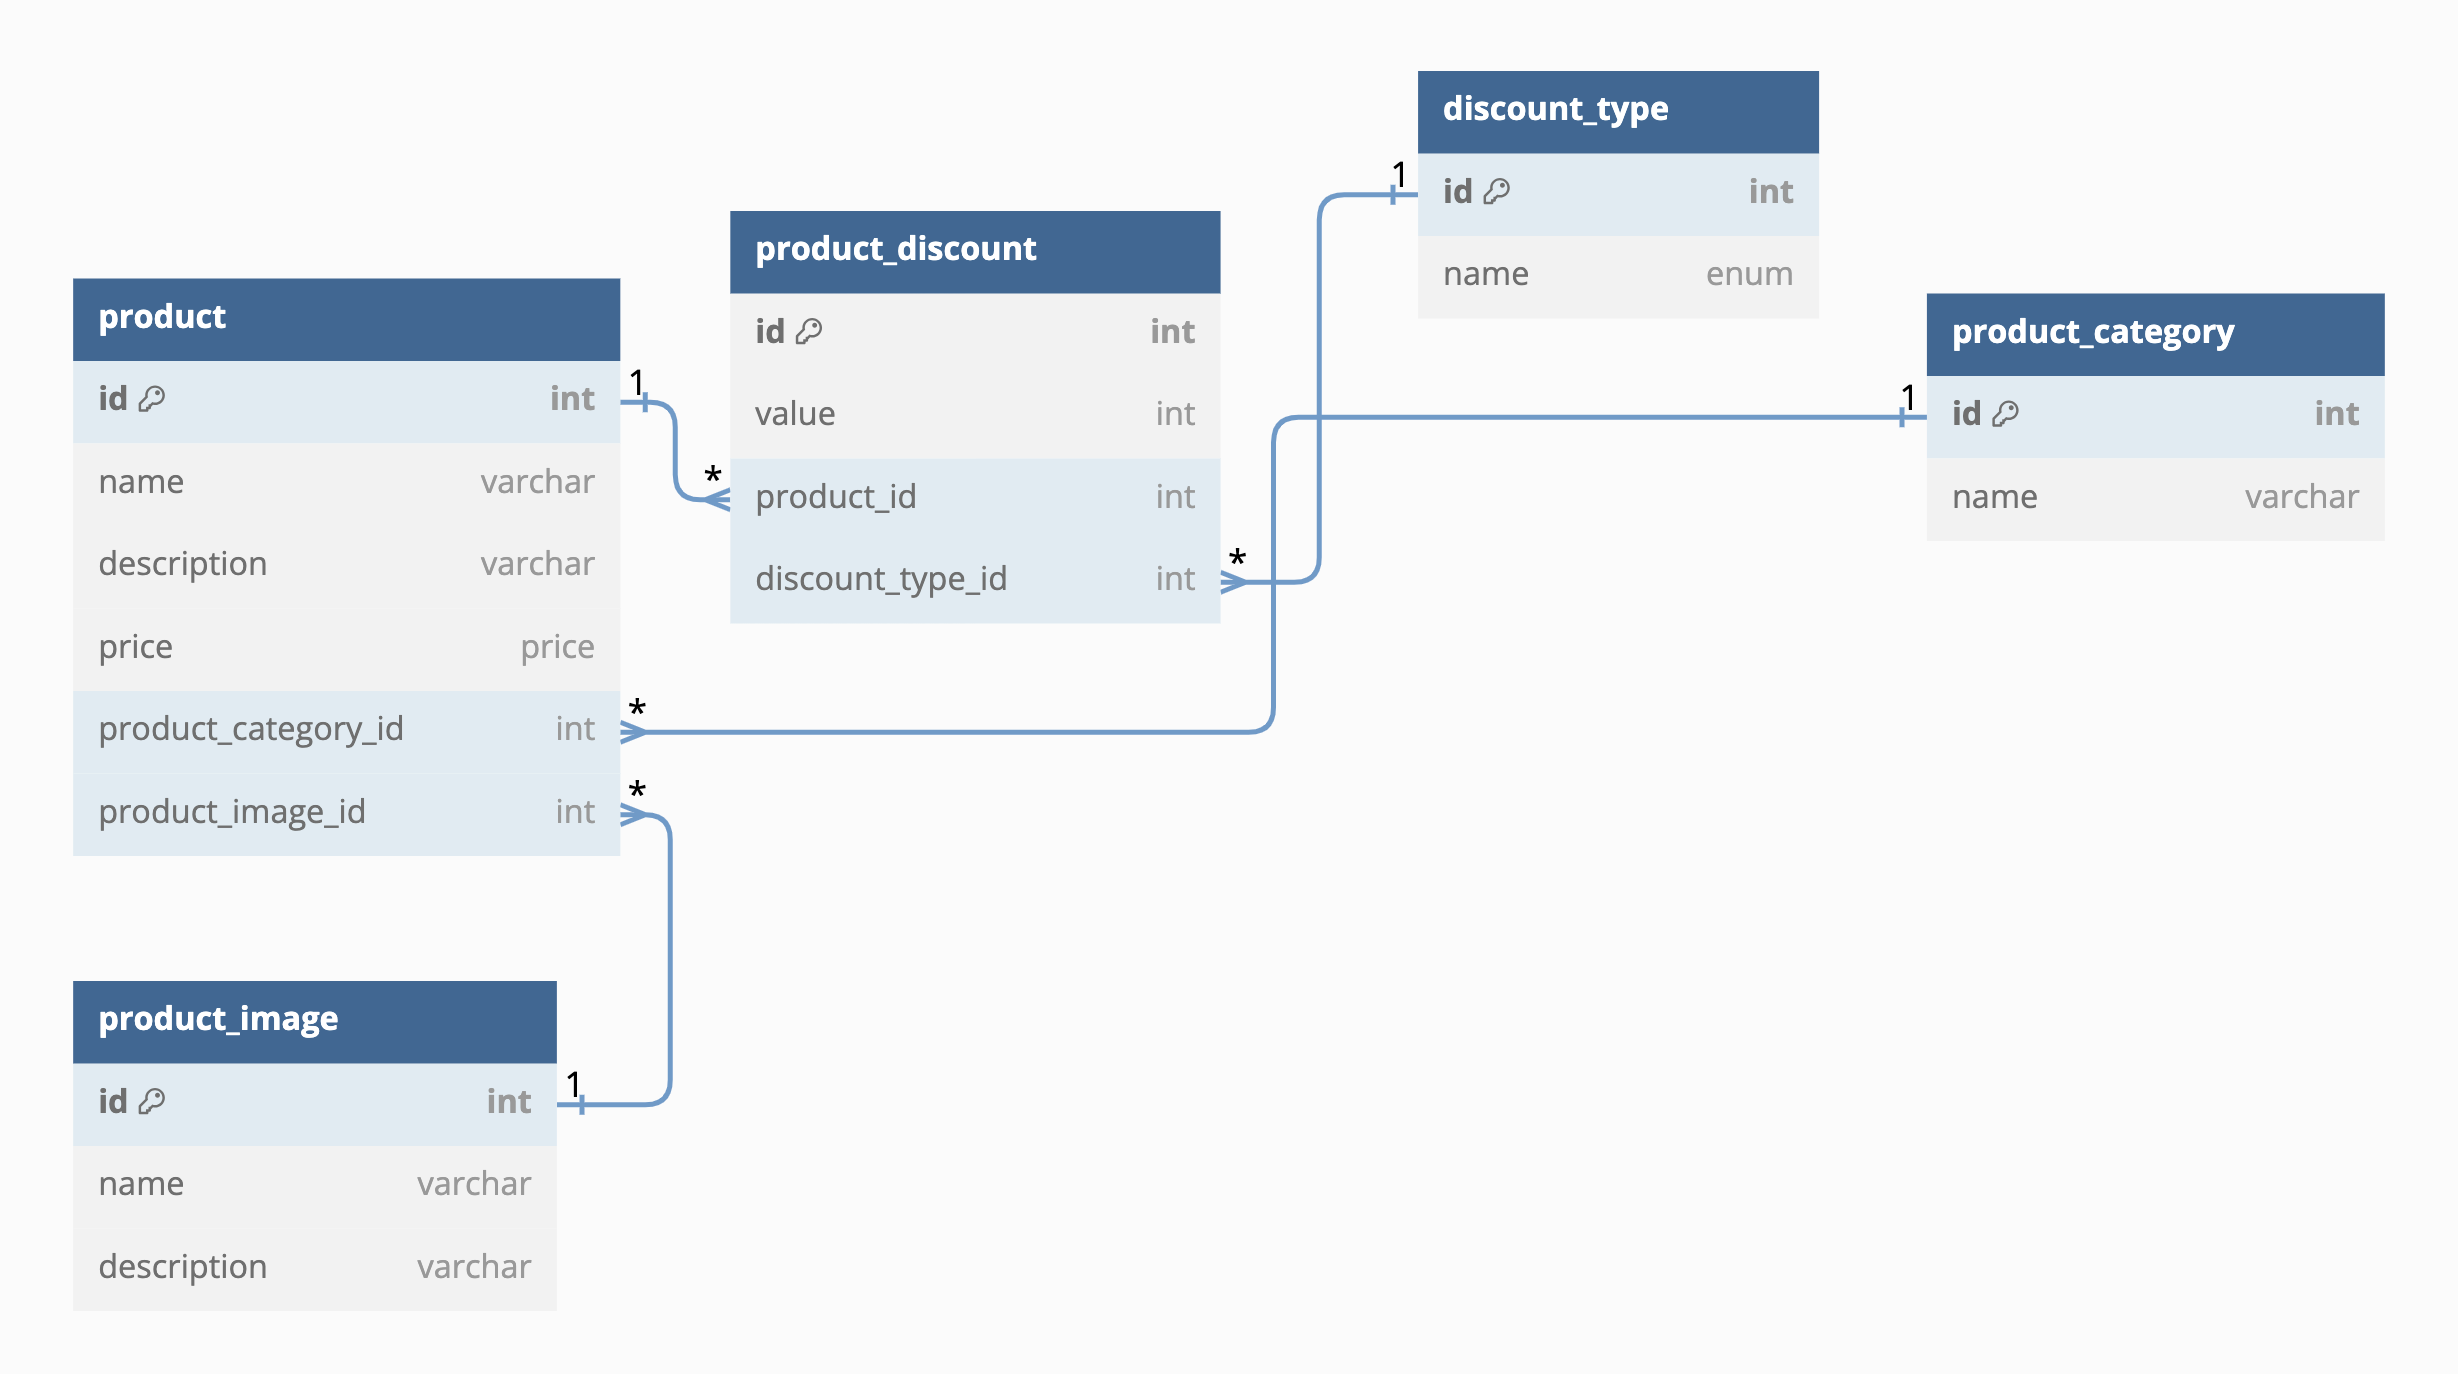 discount_type
id int
name enum
product_discount
id int
value int
product_id int
discount_type_id int
product
id int
name varchar
description varchar
price price
product_category_id int
product_image_id int
product_category
id int
name varchar
product_image
id int
name varchar
description varchar
1
*
1
*
1
*
*
1